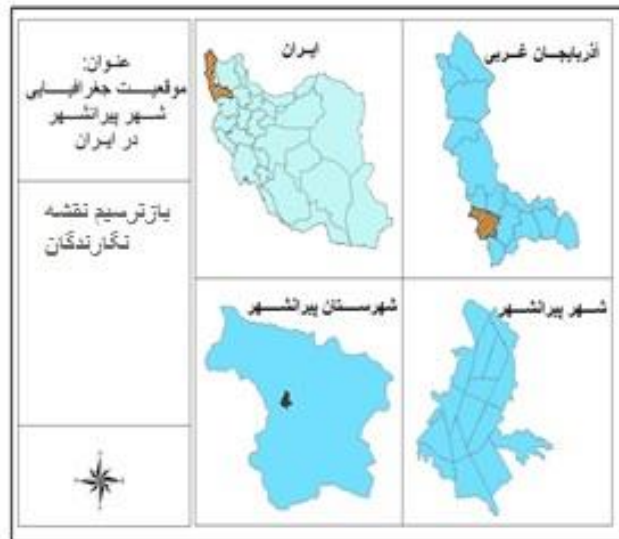 عنوان:
موقعیت جغرافیایی
شهر پیرانشهر
در ایران
بازترسیم نقشه
نگارندگان
ایران
آذربایجان غربی
شهرستان پیرانشهر
شهر پیرانشهر